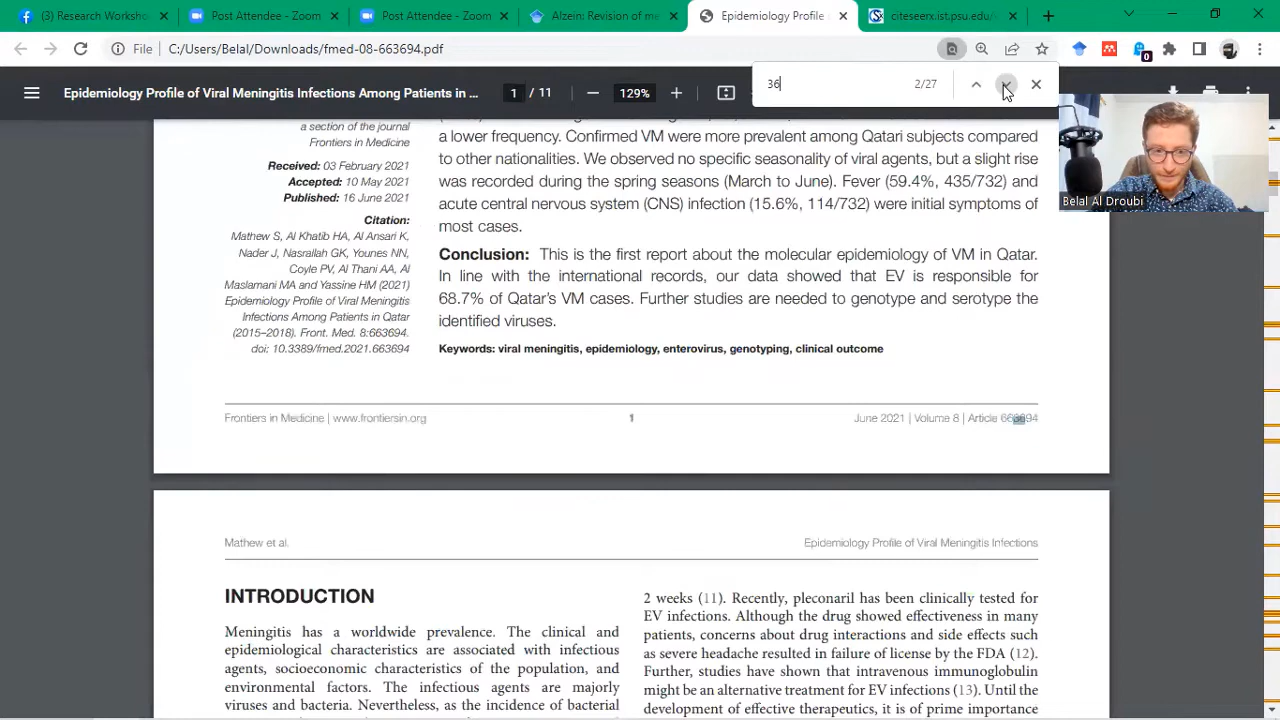 (3) Research Worksho
Post Attendee - Zoom
Post Attendee - Zoom
Alzein: Revision of me
Epidemiology Profile
citeseerx.ist.psu.edu/
File
C:/Users/Belal/Downloads/fmed-08-663694.pdf
0
36
2/27
Epidemiology Profile of Viral Meningitis Infections Among Patients in ...
1 / 11
129%
Belal Al Droubi
a section of the journal
Frontiers in Medicine
Received: 03 February 2021
Accepted: 10 May 2021
Published: 16 June 2021
Citation:
Mathew S, Al Khatib HA, Al Ansari K,
Nader J, Nasrallah GK, Younes NN,
Coyle PV, Al Thani AA, Al
Maslamani MA and Yassine HM (2021)
Epidemiology Profile of Viral Meningitis
Infections Among Patients in Qatar
(2015–2018). Front. Med. 8:663694.
doi: 10.3389/fmed.2021.663694
a lower frequency. Confirmed VM were more prevalent among Qatari subjects compared
to other nationalities. We observed no specific seasonality of viral agents, but a slight rise
was recorded during the spring seasons (March to June). Fever (59.4%, 435/732) and
acute central nervous system (CNS) infection (15.6%, 114/732) were initial symptoms of
most cases.
Conclusion: This is the first report about the molecular epidemiology of VM in Qatar.
In line with the international records, our data showed that EV is responsible for
68.7% of Qatar's VM cases. Further studies are needed to genotype and serotype the
identified viruses.
Keywords: viral meningitis, epidemiology, enterovirus, genotyping, clinical outcome
Frontiers in Medicine | www.frontiersin.org
1
June 2021 | Volume 8 | Article 663694
Mathew et al.
Epidemiology Profile of Viral Meningitis Infections
INTRODUCTION
Meningitis has a worldwide prevalence. The clinical and
epidemiological characteristics are associated with infectious
agents, socioeconomic characteristics of the population, and
environmental factors. The infectious agents are majorly
viruses and bacteria. Nevertheless, as the incidence of bacterial
2 weeks (11). Recently, pleconaril has been clinically tested for
EV infections. Although the drug showed effectiveness in many
patients, concerns about drug interactions and side effects such
as severe headache resulted in failure of license by the FDA (12).
Further, studies have shown that intravenous immunoglobulin
might be an alternative treatment for EV infections (13). Until the
development of effective therapeutics, it is of prime importance